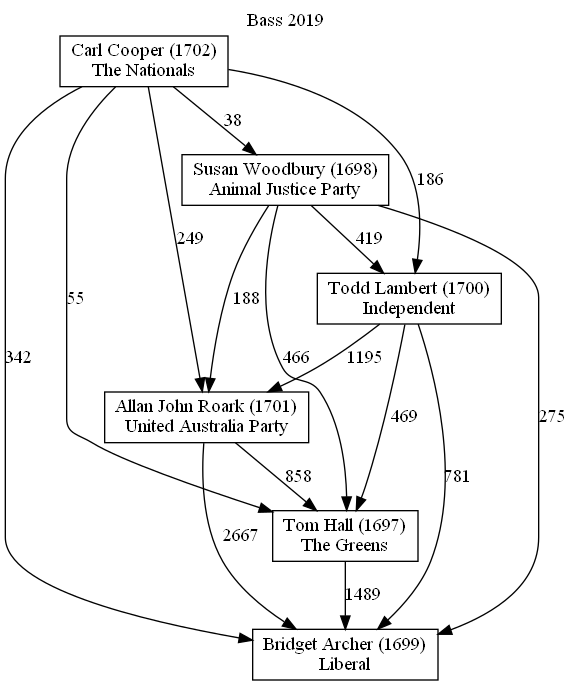 Bass 2019
Carl Cooper (1702)
The Nationals
38
Susan Woodbury (1698)
Animal Justice Party
186
419
249
Todd Lambert (1700)
Independent
55
188
342
466
1195
Allan John Roark (1701)
United Australia Party
469
275
858
781
Tom Hall (1697)
The Greens
2667
1489
Bridget Archer (1699)
Liberal